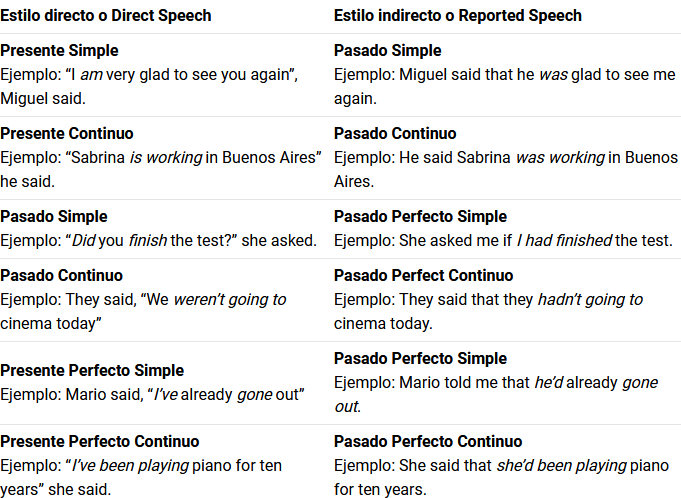 Estilo directo o Direct Speech
Estilo indirecto o Reported Speech
Presente Simple
Ejemplo: “I am very glad to see you again”,
Miguel said.
Pasado Simple
Ejemplo: Miguel said that he was glad to see me
again.
Presente Continuo
Ejemplo: “Sabrina is working in Buenos Aires”
he said.
Pasado Continuo
Ejemplo: He said Sabrina was working in Buenos
Aires.
Pasado Simple
Ejemplo: “Did you finish the test?” she asked.
Pasado Perfecto Simple
Ejemplo: She asked me if I had finished the test.
Pasado Continuo
Ejemplo: They said, “We weren’t going to
cinema today”
Pasado Perfect Continuo
Ejemplo: They said that they hadn’t going to
cinema today.
Presente Perfecto Simple
Ejemplo: Mario said, “I’ve already gone out”
Pasado Perfecto Simple
Ejemplo: Mario told me that he’d already gone
out.
Presente Perfecto Continuo
Ejemplo: “I’ve been playing piano for ten
years” she said.
Pasado Perfecto Continuo
Ejemplo: She said that she’d been playing piano
for ten years.